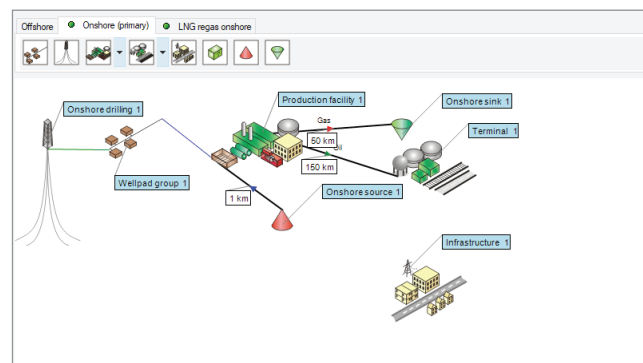 Offshore
Onshore (primary)
LNG regas onshore
Onshore drilling 1
Production facility 1
Onshore sink 1
Gas
50 km
Terminal 1
150 km
Wellpad group 1
1 km
Onshore source 1
Infrastructure 1